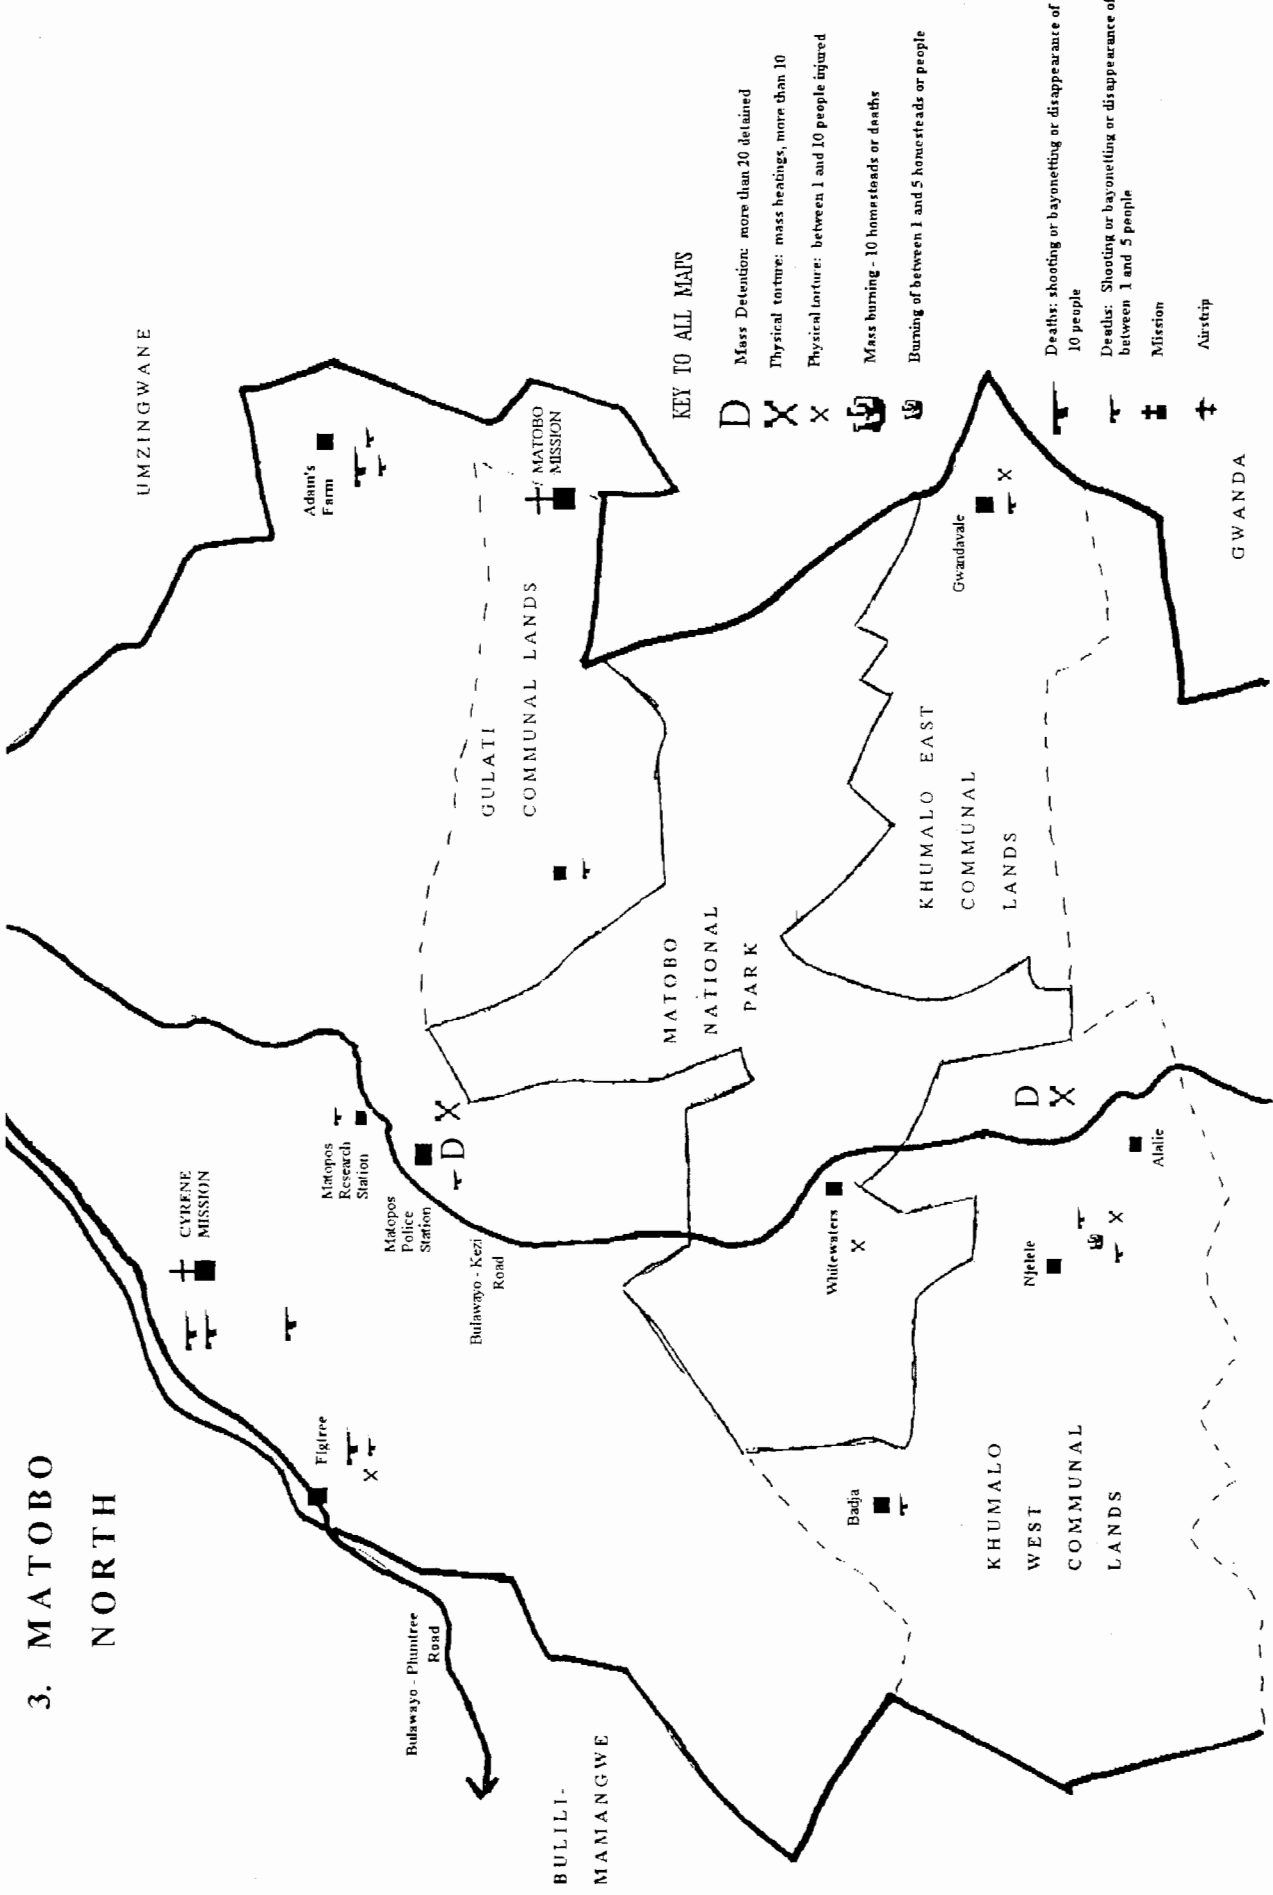 3. MATOBO
NORTH
UMZINGWANE
Adam's
Farm
MATOBO
MISSION
GULATI
COMMUNAL LANDS
CYRENE
MISSION
Matopos
Research
Station
Matopos
Police
Station
Bulawayo - Kezi
Road
Figtree
Bulawayo - Plumtree
Road
BULILI-
MAMANGWE
MATOBO
NATIONAL
PARK
Whitewaters
Badja
KHUMALO EAST
COMMUNAL
LANDS
Gwandavale
Njelele
Alalie
KHUMALO
WEST
COMMUNAL
LANDS
GWANDA
KEY TO ALL MAPS
D Mass Detention: more than 20 detained
X Physical torture: mass beatings, more than 10
x Physical torture: between 1 and 10 people injured
Mass burning - 10 homesteads or deaths
Burning of between 1 and 5 homesteads or people
Deaths: shooting or bayonetting or disappearance of
10 people
Deaths: Shooting or bayonetting or disappearance of
between 1 and 5 people
Mission
Airstrip
D
X
X
D
X
X
X
X